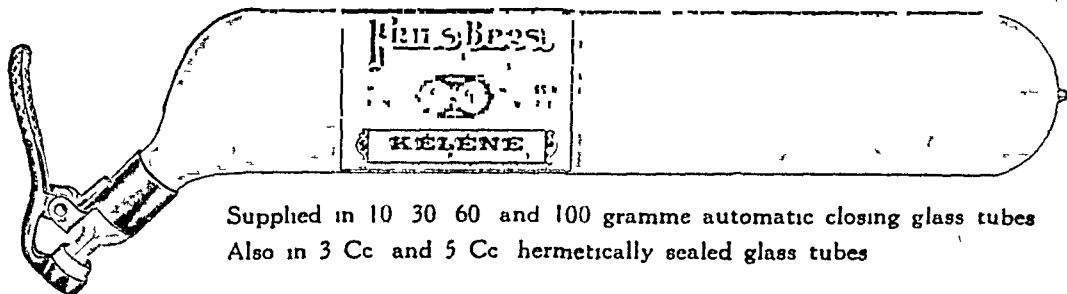 KÉLÈNE
Supplied in 10 30 60 and 100 gramme automatic closing glass tubes
Also in 3 Cc and 5 Cc hermetically sealed glass tubes